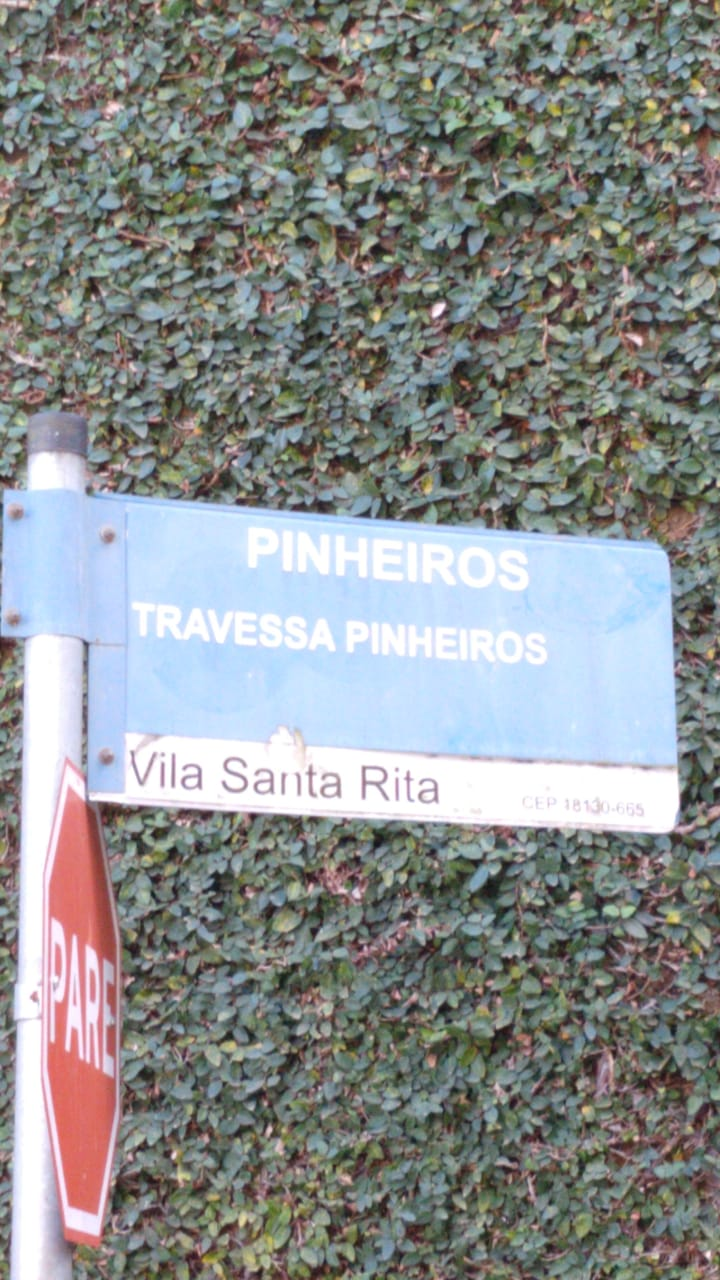 PINHEIROS
TRAVESSA PINHEIROS
Vila Santa Rita
CEP 18130-665
PARE